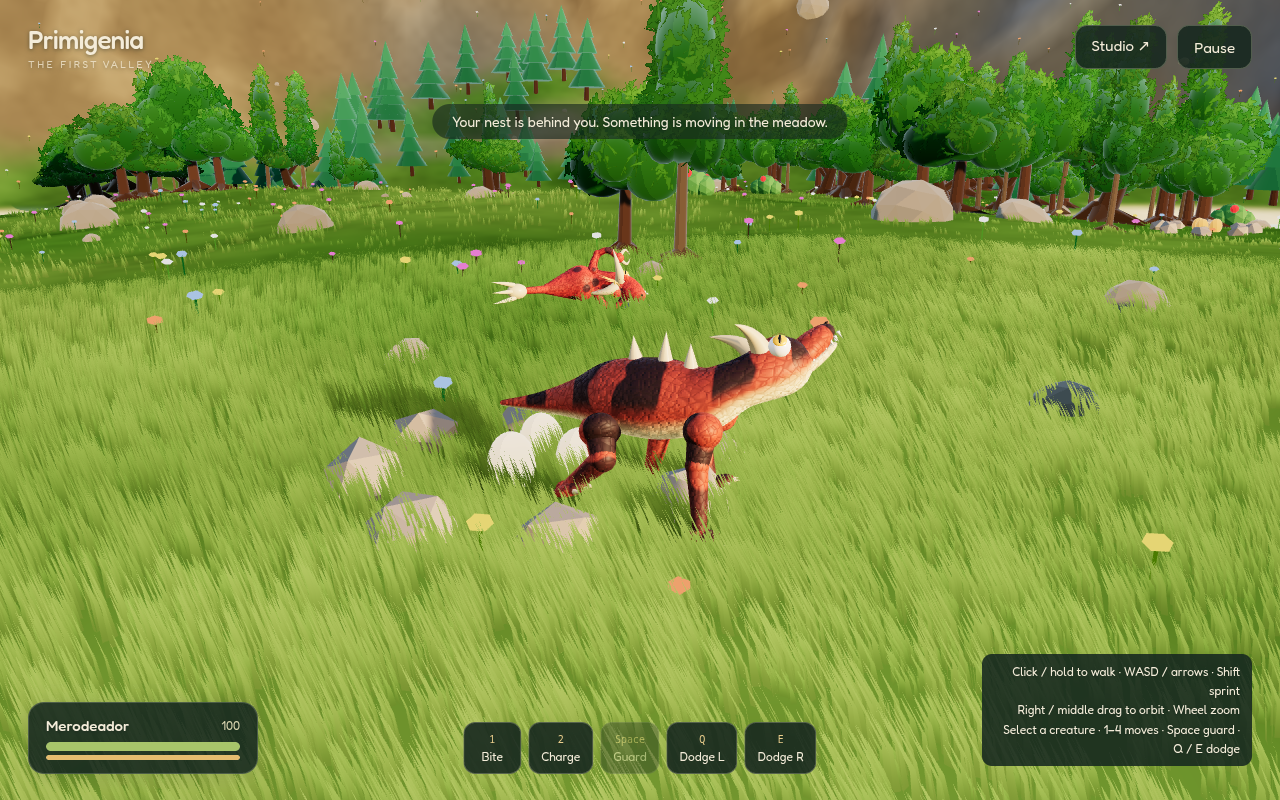 Primigenia
THE FIRST VALLEY
Studio ↗
Pause
Your nest is behind you. Something is moving in the meadow.
Click / hold to walk · WASD / arrows · Shift
sprint
Right / middle drag to orbit · Wheel zoom
Select a creature · 1–4 moves · Space guard ·
Q / E dodge
Merodeador 100
1
Bite
2
Charge
Space
Guard
Q
Dodge L
E
Dodge R